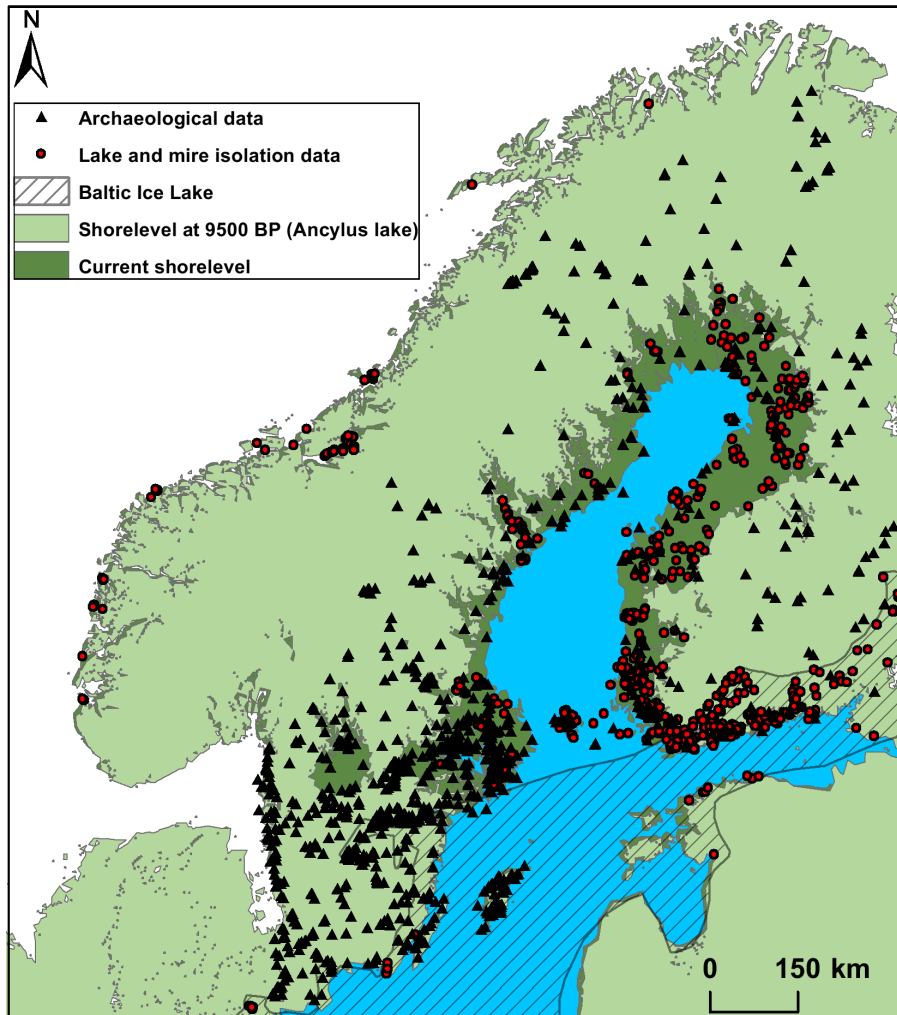 N
Archaeological data
Lake and mire isolation data
Baltic Ice Lake
Shorelevel at 9500 BP (Ancylus lake)
Current shorelevel
0 150 km